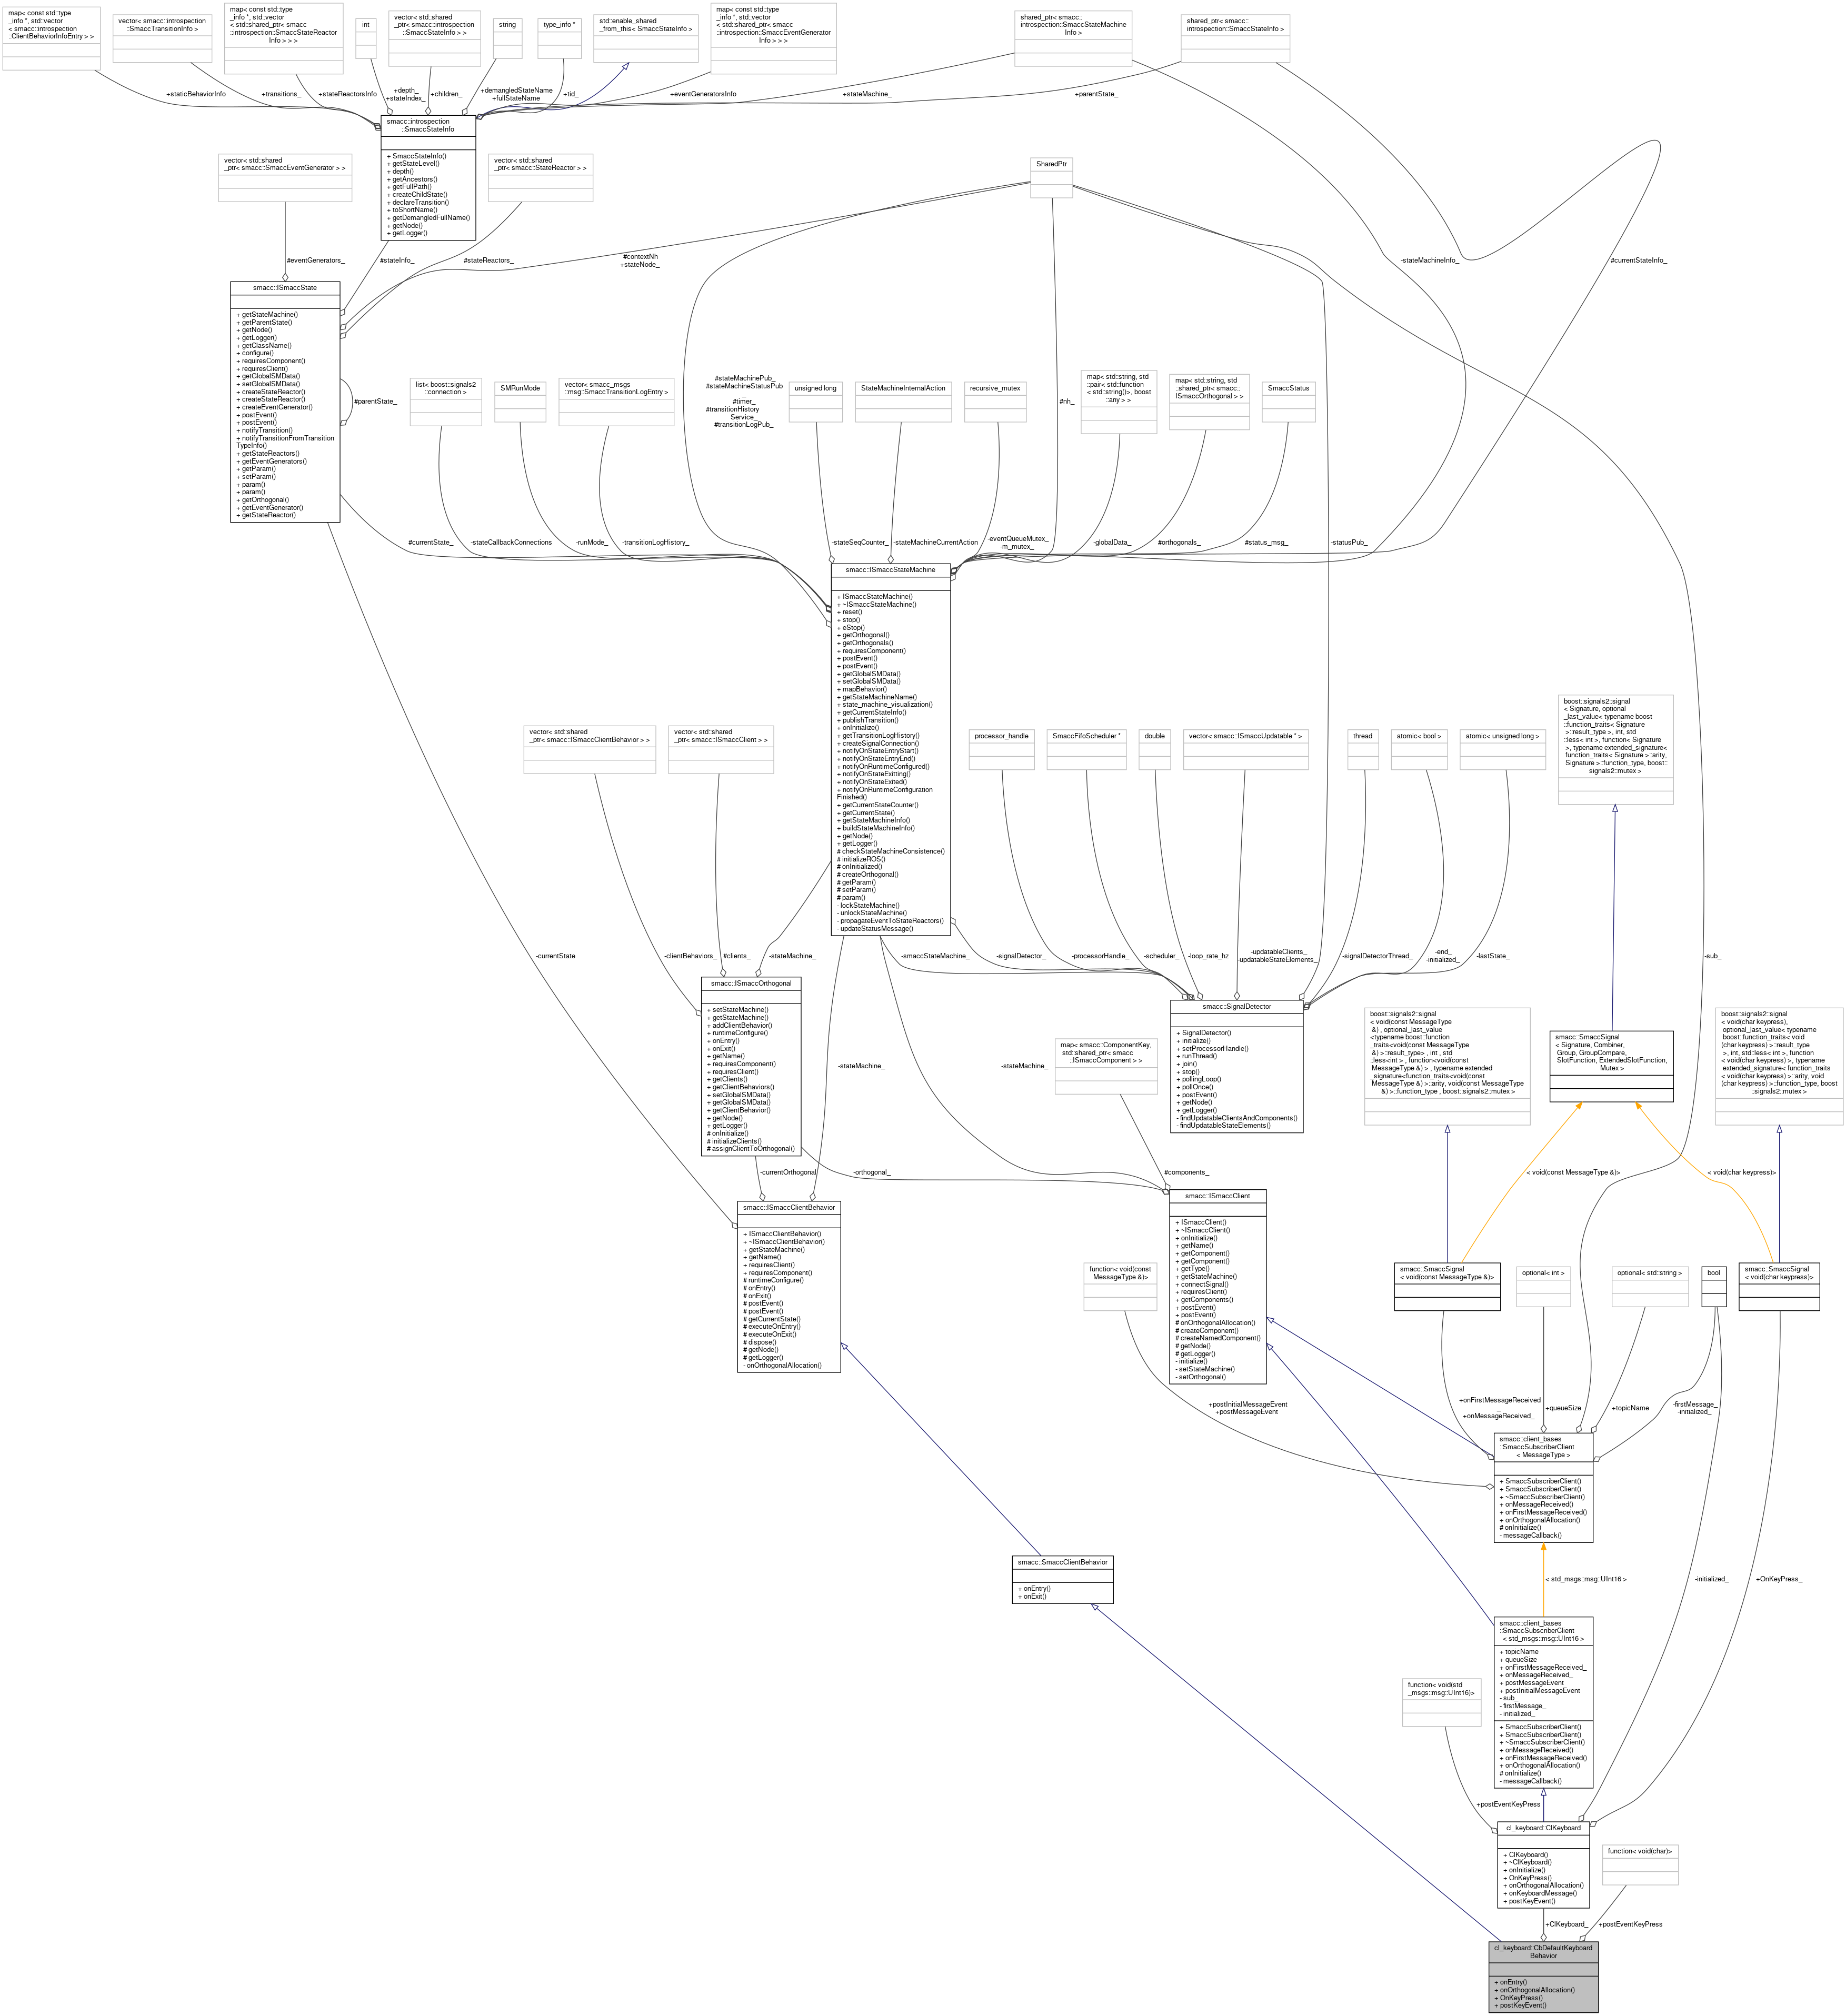 map< const std::type
_info *, std::vector
< smacc::introspection
::ClientBehaviorInfoEntry > >
vector< smacc::introspection
::SmaccTransitionInfo >
map< const std::type
_info *, std::vector
< std::shared_ptr< smacc
::introspection::SmaccStateReactor
Info > > >
int
vector< std::shared
_ptr< smacc::introspection
::SmaccStateInfo > >
string
type_info *
std::enable_shared
_from_this< SmaccStateInfo >
map< const std::type
_info *, std::vector
< std::shared_ptr< smacc
::introspection::SmaccEventGenerator
Info > > >
shared_ptr< smacc::
introspection::SmaccStateMachine
Info >
shared_ptr< smacc::
introspection::SmaccStateInfo >
+staticBehaviorInfo
+transitions_
+stateReactorsInfo
+depth_
+stateIndex_
+children_
+demangledStateName
+fullStateName
+tid_
+eventGeneratorsInfo
+stateMachine_
+parentState_
smacc::introspection
::SmaccStateInfo
+ SmaccStateInfo()
+ getStateLevel()
+ depth()
+ getAncestors()
+ getFullPath()
+ createChildState()
+ declareTransition()
+ toShortName()
+ getDemangledFullName()
+ getNode()
+ getLogger()
vector< std::shared
_ptr< smacc::SmaccEventGenerator > >
vector< std::shared
_ptr< smacc::StateReactor > >
SharedPtr
#eventGenerators_
#stateInfo_
#stateReactors_
#contextNh
+stateNode_
-stateMachineInfo_
#currentStateInfo_
smacc::ISmaccState
+ getStateMachine()
+ getParentState()
+ getNode()
+ getLogger()
+ getClassName()
+ configure()
+ requiresComponent()
+ requiresClient()
+ getGlobalSMData()
+ setGlobalSMData()
+ createStateReactor()
+ createStateReactor()
+ createEventGenerator()
+ postEvent()
+ postEvent()
+ notifyTransition()
+ notifyTransitionFromTransition
TypeInfo()
+ getStateReactors()
+ getEventGenerators()
+ getParam()
+ setParam()
+ param()
+ param()
+ getOrthogonal()
+ getEventGenerator()
+ getStateReactor()
#parentState_
list< boost::signals2
::connection >
SMRunMode
vector< smacc_msgs
::msg::SmaccTransitionLogEntry >
#stateMachinePub_
#stateMachineStatusPub
_
#timer_
#transitionHistory
Service_
#transitionLogPub_
unsigned long
StateMachineInternalAction
recursive_mutex
#nh_
map< std::string, std
::pair< std::function
< std::string()>, boost
::any > >
map< std::string, std
::shared_ptr< smacc::
ISmaccOrthogonal > >
SmaccStatus
#currentState_
-stateCallbackConnections
-runMode_
-transitionLogHistory_
-stateSeqCounter_
-stateMachineCurrentAction
-eventQueueMutex_
-m_mutex_
-globalData_
#orthogonals_
#status_msg_
-statusPub_
smacc::ISmaccStateMachine
+ ISmaccStateMachine()
+ ~ISmaccStateMachine()
+ reset()
+ stop()
+ eStop()
+ getOrthogonal()
+ getOrthogonals()
+ requiresComponent()
+ postEvent()
+ postEvent()
+ getGlobalSMData()
+ setGlobalSMData()
+ mapBehavior()
+ getStateMachineName()
+ state_machine_visualization()
+ getCurrentStateInfo()
+ publishTransition()
+ onInitialize()
+ getTransitionLogHistory()
+ createSignalConnection()
+ notifyOnStateEntryStart()
+ notifyOnStateEntryEnd()
+ notifyOnRuntimeConfigured()
+ notifyOnStateExitting()
+ notifyOnStateExited()
+ notifyOnRuntimeConfiguration
Finished()
+ getCurrentStateCounter()
+ getCurrentState()
+ getStateMachineInfo()
+ buildStateMachineInfo()
+ getNode()
+ getLogger()
# checkStateMachineConsistence()
# initializeROS()
# onInitialized()
# createOrthogonal()
# getParam()
# setParam()
# param()
- lockStateMachine()
- unlockStateMachine()
- propagateEventToStateReactors()
- updateStatusMessage()
vector< std::shared
_ptr< smacc::ISmaccClientBehavior > >
vector< std::shared
_ptr< smacc::ISmaccClient > >
processor_handle
SmaccFifoScheduler *
double
vector< smacc::ISmaccUpdatable * >
thread
atomic< bool >
atomic< unsigned long >
boost::signals2::signal
< Signature, optional
_last_value< typename boost
::function_traits< Signature
>::result_type >, int, std
::less< int >, function< Signature
>, typename extended_signature<
function_traits< Signature >::arity,
Signature >::function_type, boost::
signals2::mutex >
-currentState
-clientBehaviors_
#clients_
-stateMachine_
-smaccStateMachine_
-signalDetector_
-processorHandle_
-scheduler_
-loop_rate_hz
-updatableClients_
-updatableStateElements_
-signalDetectorThread_
-end_
-initialized_
-lastState_
-sub_
smacc::ISmaccOrthogonal
+ setStateMachine()
+ getStateMachine()
+ addClientBehavior()
+ runtimeConfigure()
+ onEntry()
+ onExit()
+ getName()
+ requiresComponent()
+ requiresClient()
+ getClients()
+ getClientBehaviors()
+ setGlobalSMData()
+ getGlobalSMData()
+ getClientBehavior()
+ getNode()
+ getLogger()
# onInitialize()
# initializeClients()
# assignClientToOrthogonal()
smacc::SignalDetector
+ SignalDetector()
+ initialize()
+ setProcessorHandle()
+ runThread()
+ join()
+ stop()
+ pollingLoop()
+ pollOnce()
+ postEvent()
+ getNode()
+ getLogger()
- findUpdatableClientsAndComponents()
- findUpdatableStateElements()
map< smacc::ComponentKey,
std::shared_ptr< smacc
::ISmaccComponent > >
boost::signals2::signal
< void(const MessageType
&) , optional_last_value
<typename boost::function
_traits<void(const MessageType
&) >::result_type> , int , std
::less<int > , function<void(const
MessageType &) > , typename extended
_signature<function_traits<void(const
MessageType &) >::arity, void(const MessageType
&) >::function_type , boost::signals2::mutex >
smacc::SmaccSignal
< Signature, Combiner,
Group, GroupCompare,
SlotFunction, ExtendedSlotFunction,
Mutex >
boost::signals2::signal
< void(char keypress),
optional_last_value< typename
boost::function_traits< void
(char keypress) >::result_type
>, int, std::less< int >, function
< void(char keypress) >, typename
extended_signature< function_traits
< void(char keypress) >::arity, void
(char keypress) >::function_type, boost
::signals2::mutex >
-stateMachine_
-stateMachine_
-currentOrthogonal
-orthogonal_
#components_
< void(const MessageType &)>
< void(char keypress)>
smacc::ISmaccClientBehavior
+ ISmaccClientBehavior()
+ ~ISmaccClientBehavior()
+ getStateMachine()
+ getName()
+ requiresClient()
+ requiresComponent()
# runtimeConfigure()
# onEntry()
# onExit()
# postEvent()
# postEvent()
# getCurrentState()
# executeOnEntry()
# executeOnExit()
# dispose()
# getNode()
# getLogger()
- onOrthogonalAllocation()
smacc::ISmaccClient
+ ISmaccClient()
+ ~ISmaccClient()
+ onInitialize()
+ getName()
+ getComponent()
+ getComponent()
+ getType()
+ getStateMachine()
+ connectSignal()
+ requiresClient()
+ getComponents()
+ postEvent()
+ postEvent()
# onOrthogonalAllocation()
# createComponent()
# createNamedComponent()
# getNode()
# getLogger()
- initialize()
- setStateMachine()
- setOrthogonal()
function< void(const
MessageType &)>
smacc::SmaccSignal
< void(const MessageType &)>
optional< int >
optional< std::string >
bool
smacc::SmaccSignal
< void(char keypress)>
+postInitialMessageEvent
+postMessageEvent
+onFirstMessageReceived
_
+onMessageReceived_
+queueSize
+topicName
-firstMessage_
-initialized_
smacc::client_bases
::SmaccSubscriberClient
< MessageType >
+ SmaccSubscriberClient()
+ SmaccSubscriberClient()
+ ~SmaccSubscriberClient()
+ onMessageReceived()
+ onFirstMessageReceived()
+ onOrthogonalAllocation()
# onInitialize()
- messageCallback()
smacc::SmaccClientBehavior
+ onEntry()
+ onExit()
< std_msgs::msg::UInt16 >
-initialized_
+OnKeyPress_
smacc::client_bases
::SmaccSubscriberClient
< std_msgs::msg::UInt16 >
+ topicName
+ queueSize
+ onFirstMessageReceived_
+ onMessageReceived_
+ postMessageEvent
+ postInitialMessageEvent
- sub_
- firstMessage_
- initialized_
+ SmaccSubscriberClient()
+ SmaccSubscriberClient()
+ ~SmaccSubscriberClient()
+ onMessageReceived()
+ onFirstMessageReceived()
+ onOrthogonalAllocation()
# onInitialize()
- messageCallback()
function< void(std
_msgs::msg::UInt16)>
+postEventKeyPress
cl_keyboard::ClKeyboard
+ ClKeyboard()
+ ~ClKeyboard()
+ onInitialize()
+ OnKeyPress()
+ onOrthogonalAllocation()
+ onKeyboardMessage()
+ postKeyEvent()
function< void(char)>
+ClKeyboard_
+postEventKeyPress
cl_keyboard::CbDefaultKeyboard
Behavior
+ onEntry()
+ onOrthogonalAllocation()
+ OnKeyPress()
+ postKeyEvent()